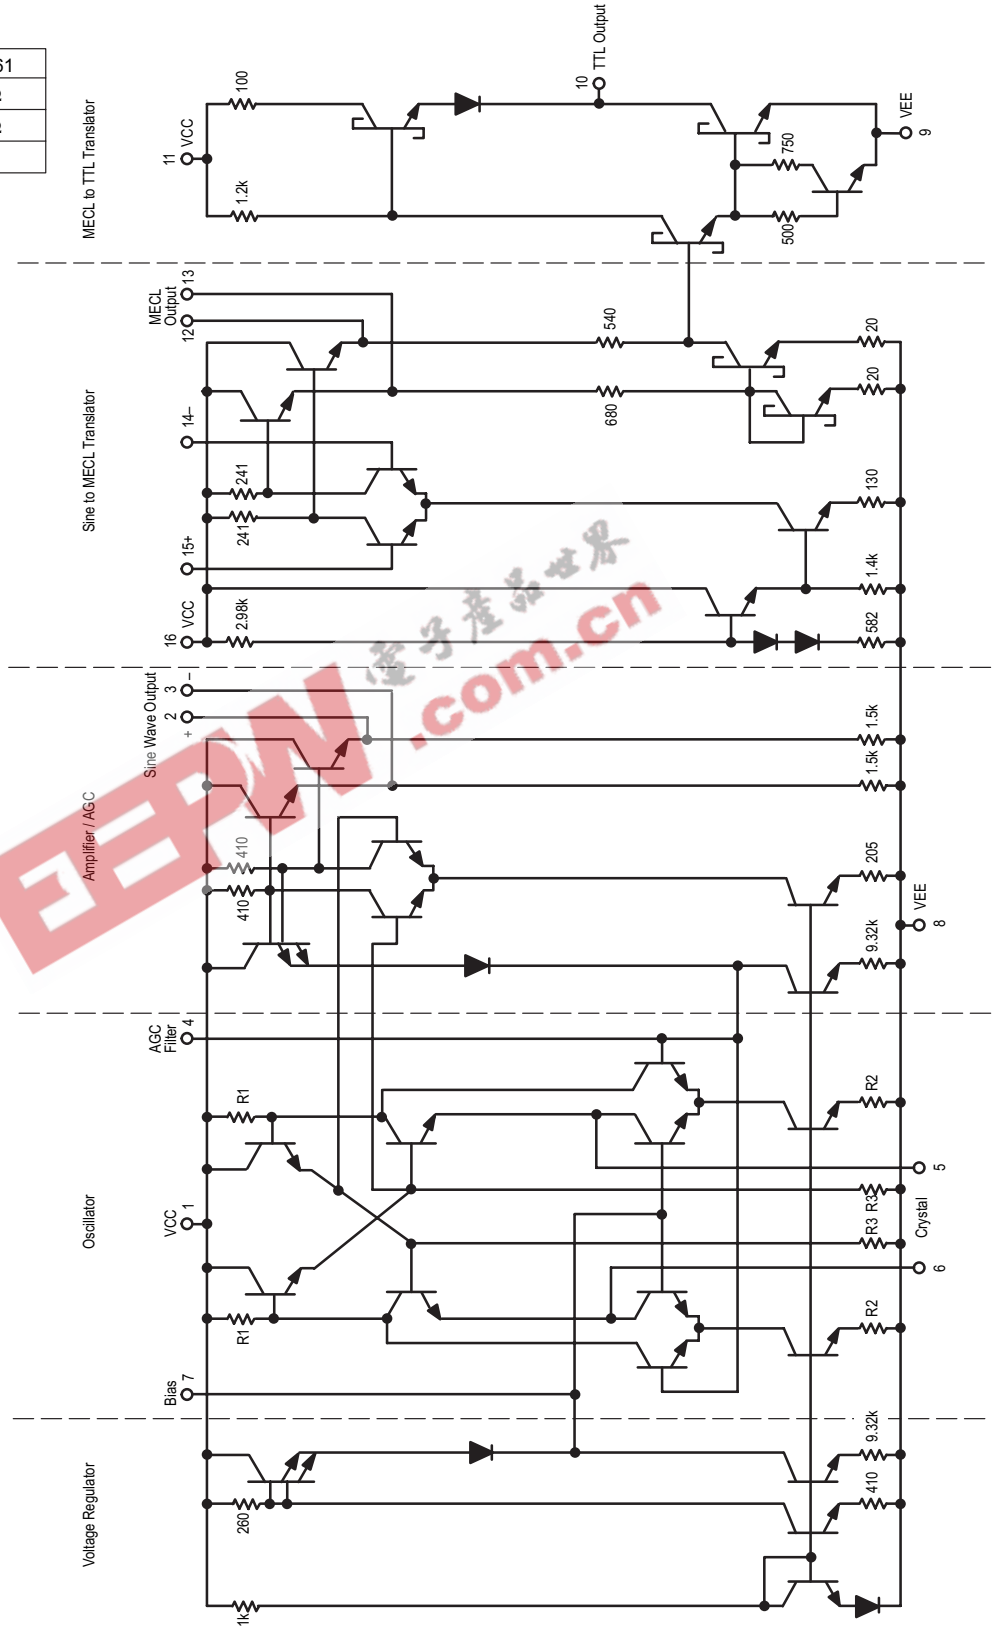 61
MECL to TTL Translator
11 VCC
100
1.2k
10
TTL Output
750
500
VEE
9
Sine to MECL Translator
MECL
Output
13
12
14–
15+
16 VCC
241
241
2.98k
540
680
20
20
130
1.4k
582
Amplifier / AGC
Sine Wave Output
3 –
2 +
410
410
1.5k
1.5k
205
9.32k
VEE
8
電子產品世界
EEPW
.com.cn
Oscillator
AGC
Filter 4
R1
VCC 1
R1
Bias 7
R2
R3
R3
R2
5
Crystal
6
Voltage Regulator
260
1k
9.32k
410